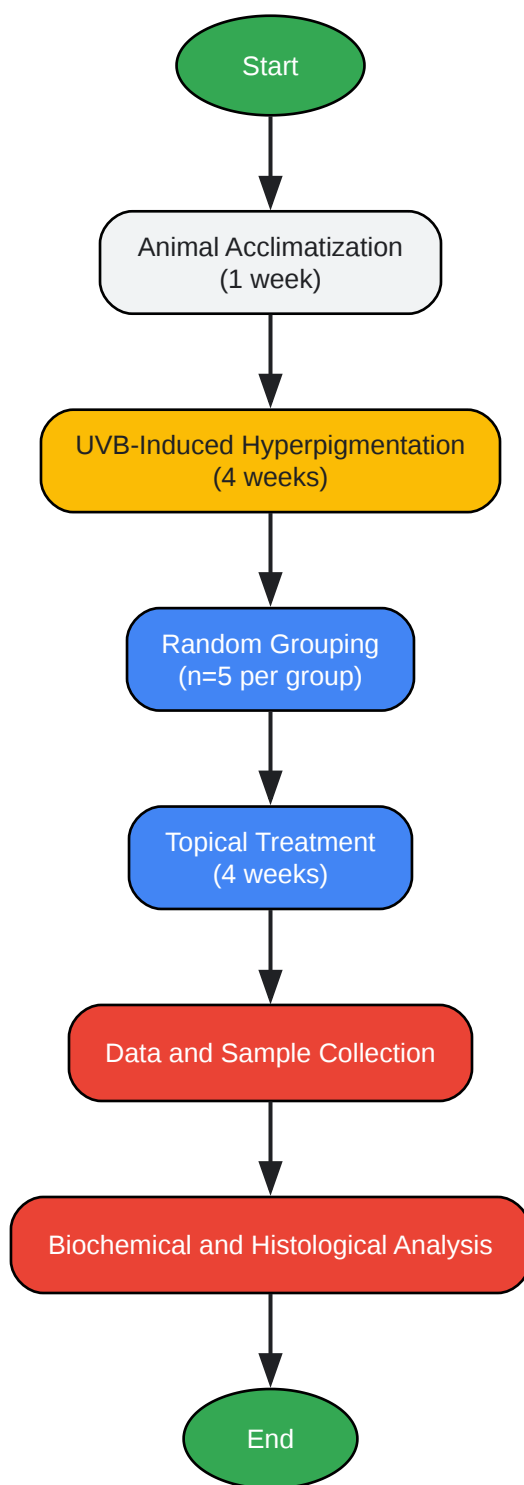 Start
Animal Acclimatization
(1 week)
UVB-Induced Hyperpigmentation
(4 weeks)
Random Grouping
(n=5 per group)
Topical Treatment
(4 weeks)
Data and Sample Collection
Biochemical and Histological Analysis
End